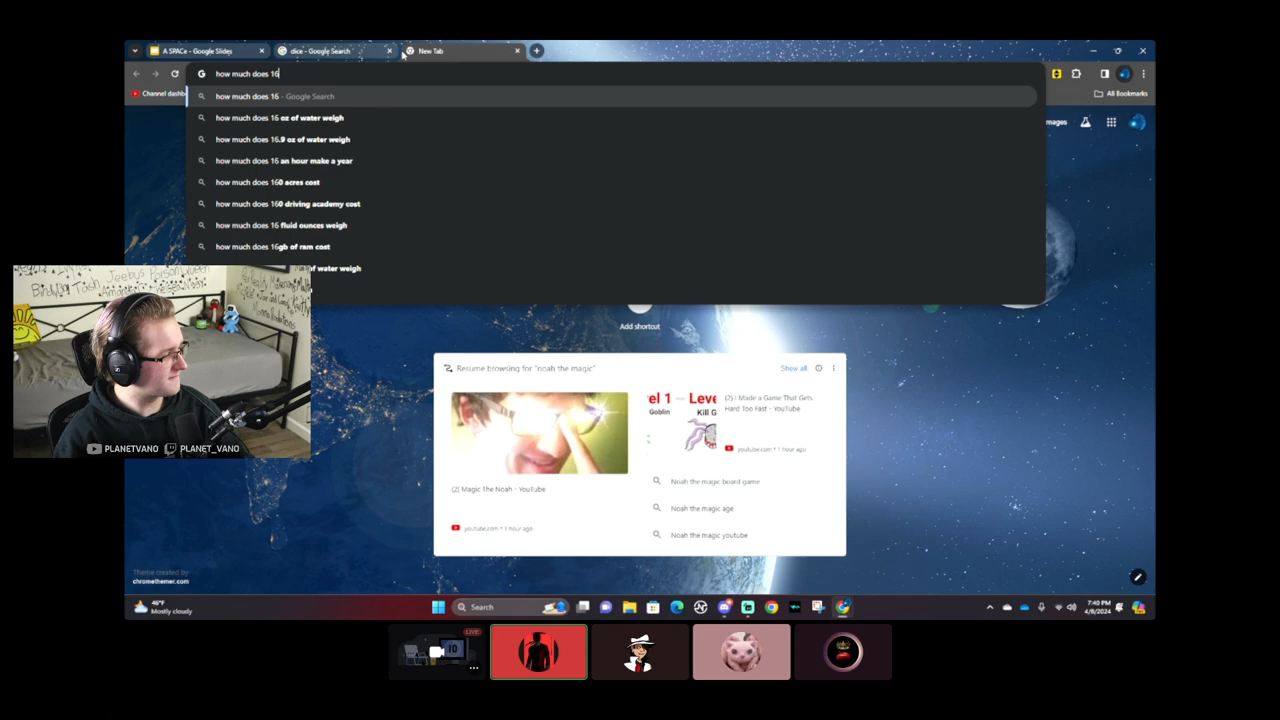 A SPACe - Google Slides
dice - Google Search
New Tab
how much does 16
how much does 16 - Google Search
how much does 16 oz of water weigh
how much does 16.9 oz of water weigh
how much does 16 an hour make a year
how much does 160 acres cost
how much does 160 driving academy cost
how much does 16 fluid ounces weigh
how much does 16gb of ram cost
of water weigh
Channel dashb
All Bookmarks
mages
Add shortcut
Resume browsing for "noah the magic"
Show all
(2) Magic The Noah - YouTube
youtube.com • 1 hour ago
el 1 — Leve
Goblin
Kill G
(2) I Made a Game That Gets
Hard Too Fast - YouTube
youtube.com • 1 hour ago
Noah the magic board game
Noah the magic age
Noah the magic youtube
Jeebus
Tash
PLANETVANO
PLANET_VANO
Theme created by
chromethemer.com
46°F
Mostly cloudy
Search
7:40 PM
4/8/2024
LIVE
10